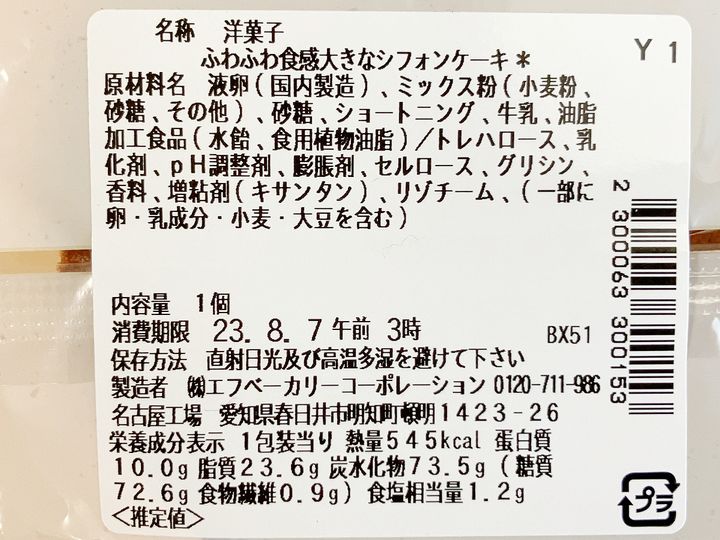 名称 洋菓子
Y 1
ふわふわ食感大きなシフォンケーキ*
原材料名 液卵(国内製造)、ミックス粉(小麦粉、
砂糖、その他)、砂糖、ショートニング、牛乳、油脂
加工食品(水飴、食用植物油脂)/トレハロース、乳
化剤、pH調整剤、膨脹剤、セルロース、グリシン、
香料、増粘剤(キサンタン)、リゾチーム、(一部に
卵・乳成分・小麦・大豆を含む)
2 300063 300153
内容量 1個
消費期限 23. 8. 7 午前 3時
BX51
保存方法 直射日光及び高温多湿を避けて下さい
製造者 ㈱エフベーカリーコーポレーション 0120-711-986
名古屋工場 愛知県春日井市明知町頓明1423-26
栄養成分表示 1包装当り 熱量545kcal 蛋白質
10.0g 脂質23.6g 炭水化物73.5g (糖質
72.6g 食物繊維0.9g) 食塩相当量1.2g
<推定値>
プラ